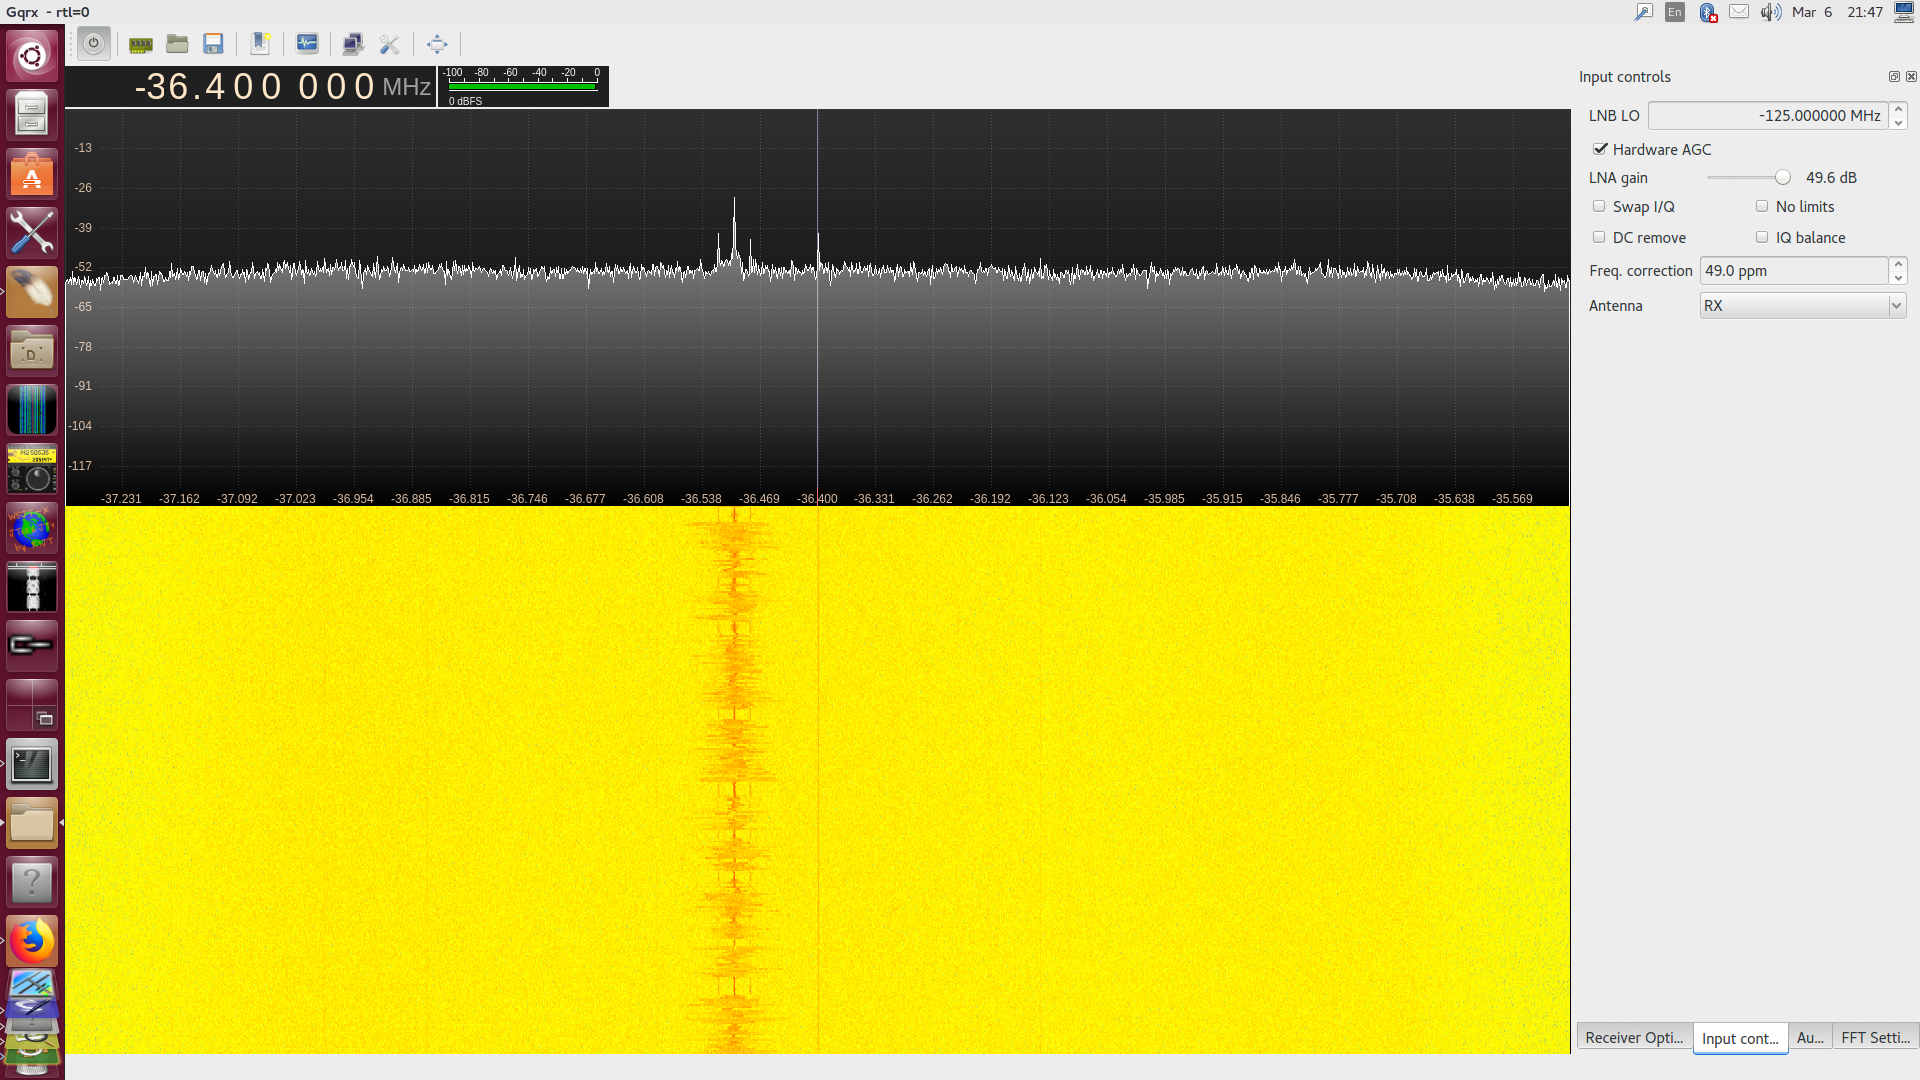 Gqrx - rtl=0
En
Mar 6 21:47
-36.400 000 MHz
-100 -80 -60 -40 -20 0
0 dBFS
Input controls
LNB LO -125.000000 MHz
Hardware AGC
LNA gain 49.6 dB
Swap I/Q No limits
DC remove IQ balance
Freq. correction 49.0 ppm
Antenna RX
-13
-26
-39
-52
-65
-78
-91
-104
-117
-37.231 -37.162 -37.092 -37.023 -36.954 -36.885 -36.815 -36.746 -36.677 -36.608 -36.538 -36.469 -36.400 -36.331 -36.262 -36.192 -36.123 -36.054 -35.985 -35.915 -35.846 -35.777 -35.708 -35.638 -35.569
Receiver Opti... Input cont... Au... FFT Setti...